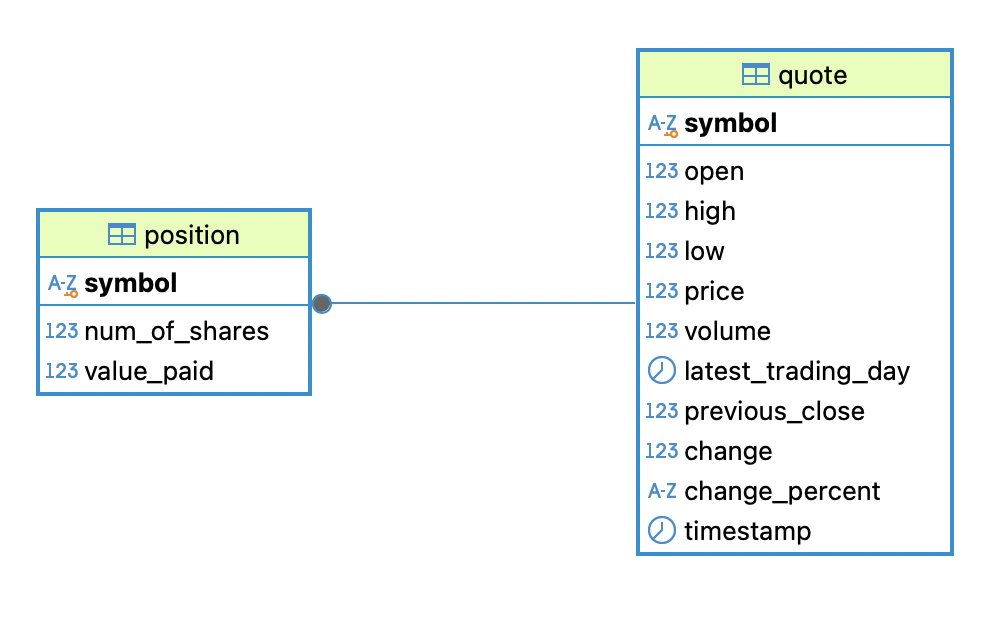 position
A-Z symbol
123 num_of_shares
123 value_paid
quote
A-Z symbol
123 open
123 high
123 low
123 price
123 volume
latest_trading_day
123 previous_close
123 change
A-Z change_percent
timestamp